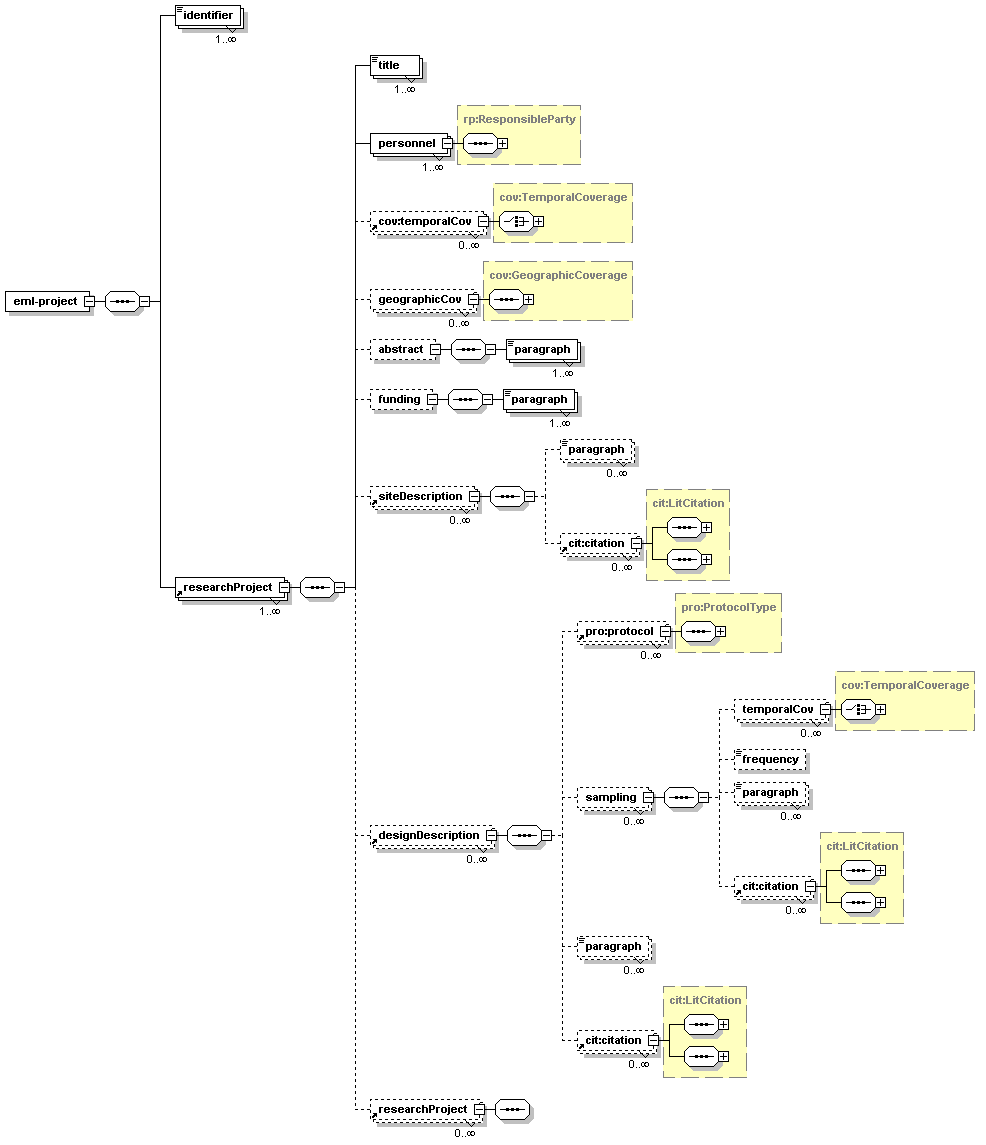 identifier
1..∞
title
1..∞
rp:ResponsibleParty
personnel
1..∞
cov:TemporalCoverage
cov:temporalCov
0..∞
cov:GeographicCoverage
eml-project
geographicCov
0..∞
abstract
paragraph
1..∞
funding
paragraph
1..∞
paragraph
0..∞
siteDescription
0..∞
cit:LitCitation
cit:citation
0..∞
researchProject
1..∞
pro:ProtocolType
pro:protocol
0..∞
cov:TemporalCoverage
temporalCov
0..∞
frequency
sampling
0..∞
paragraph
0..∞
designDescription
0..∞
cit:LitCitation
cit:citation
0..∞
paragraph
0..∞
cit:LitCitation
cit:citation
0..∞
researchProject
0..∞